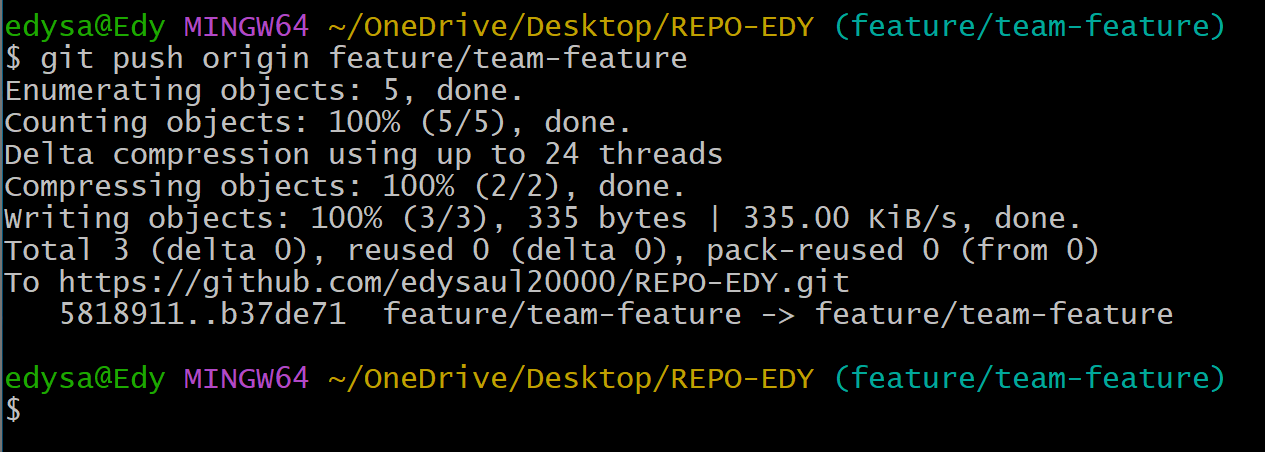 edysa@Edy MINGW64 ~/OneDrive/Desktop/REPO-EDY (feature/team-feature)
$ git push origin feature/team-feature
Enumerating objects: 5, done.
Counting objects: 100% (5/5), done.
Delta compression using up to 24 threads
Compressing objects: 100% (2/2), done.
Writing objects: 100% (3/3), 335 bytes | 335.00 KiB/s, done.
Total 3 (delta 0), reused 0 (delta 0), pack-reused 0 (from 0)
To https://github.com/edysaul20000/REPO-EDY.git
   5818911..b37de71  feature/team-feature -> feature/team-feature
edysa@Edy MINGW64 ~/OneDrive/Desktop/REPO-EDY (feature/team-feature)
$